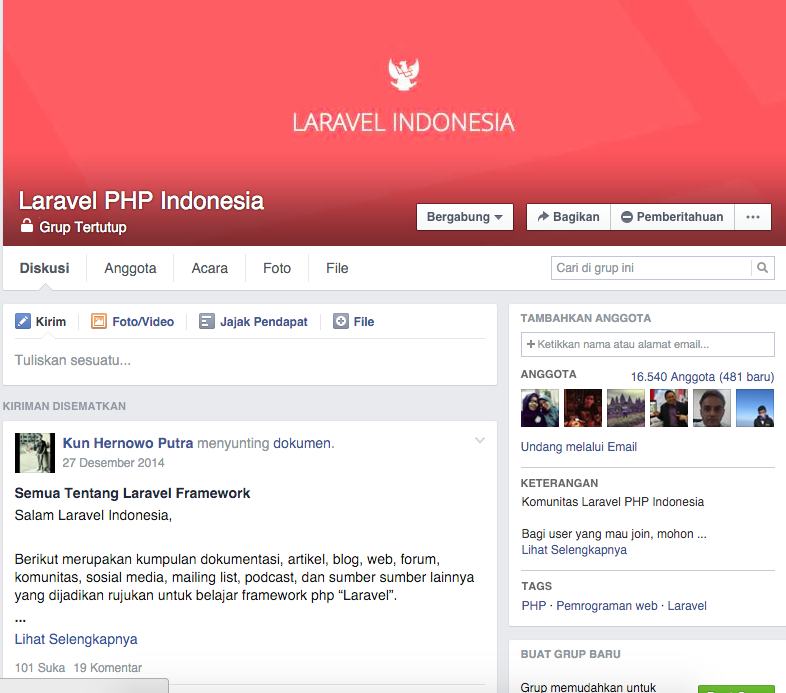 LARAVEL INDONESIA
Laravel PHP Indonesia
Grup Tertutup
Bergabung
Bagikan
Pemberitahuan
Diskusi
Anggota
Acara
Foto
File
Cari di grup ini
Kirim
Foto/Video
Jajak Pendapat
File
Tuliskan sesuatu...
KIRIMAN DISEMATKAN
Kun Hernowo Putra menyunting dokumen.
27 Desember 2014
Semua Tentang Laravel Framework
Salam Laravel Indonesia,
Berikut merupakan kumpulan dokumentasi, artikel, blog, web, forum,
komunitas, sosial media, mailing list, podcast, dan sumber sumber lainnya
yang dijadikan rujukan untuk belajar framework php “Laravel”.
...
Lihat Selengkapnya
101 Suka 19 Komentar
TAMBAHKAN ANGGOTA
+ Ketikkan nama atau alamat email...
ANGGOTA
16.540 Anggota (481 baru)
Undang melalui Email
KETERANGAN
Komunitas Laravel PHP Indonesia
Bagi user yang mau join, mohon ...
Lihat Selengkapnya
TAGS
PHP · Pemrograman web · Laravel
BUAT GRUP BARU
Grup memudahkan untuk